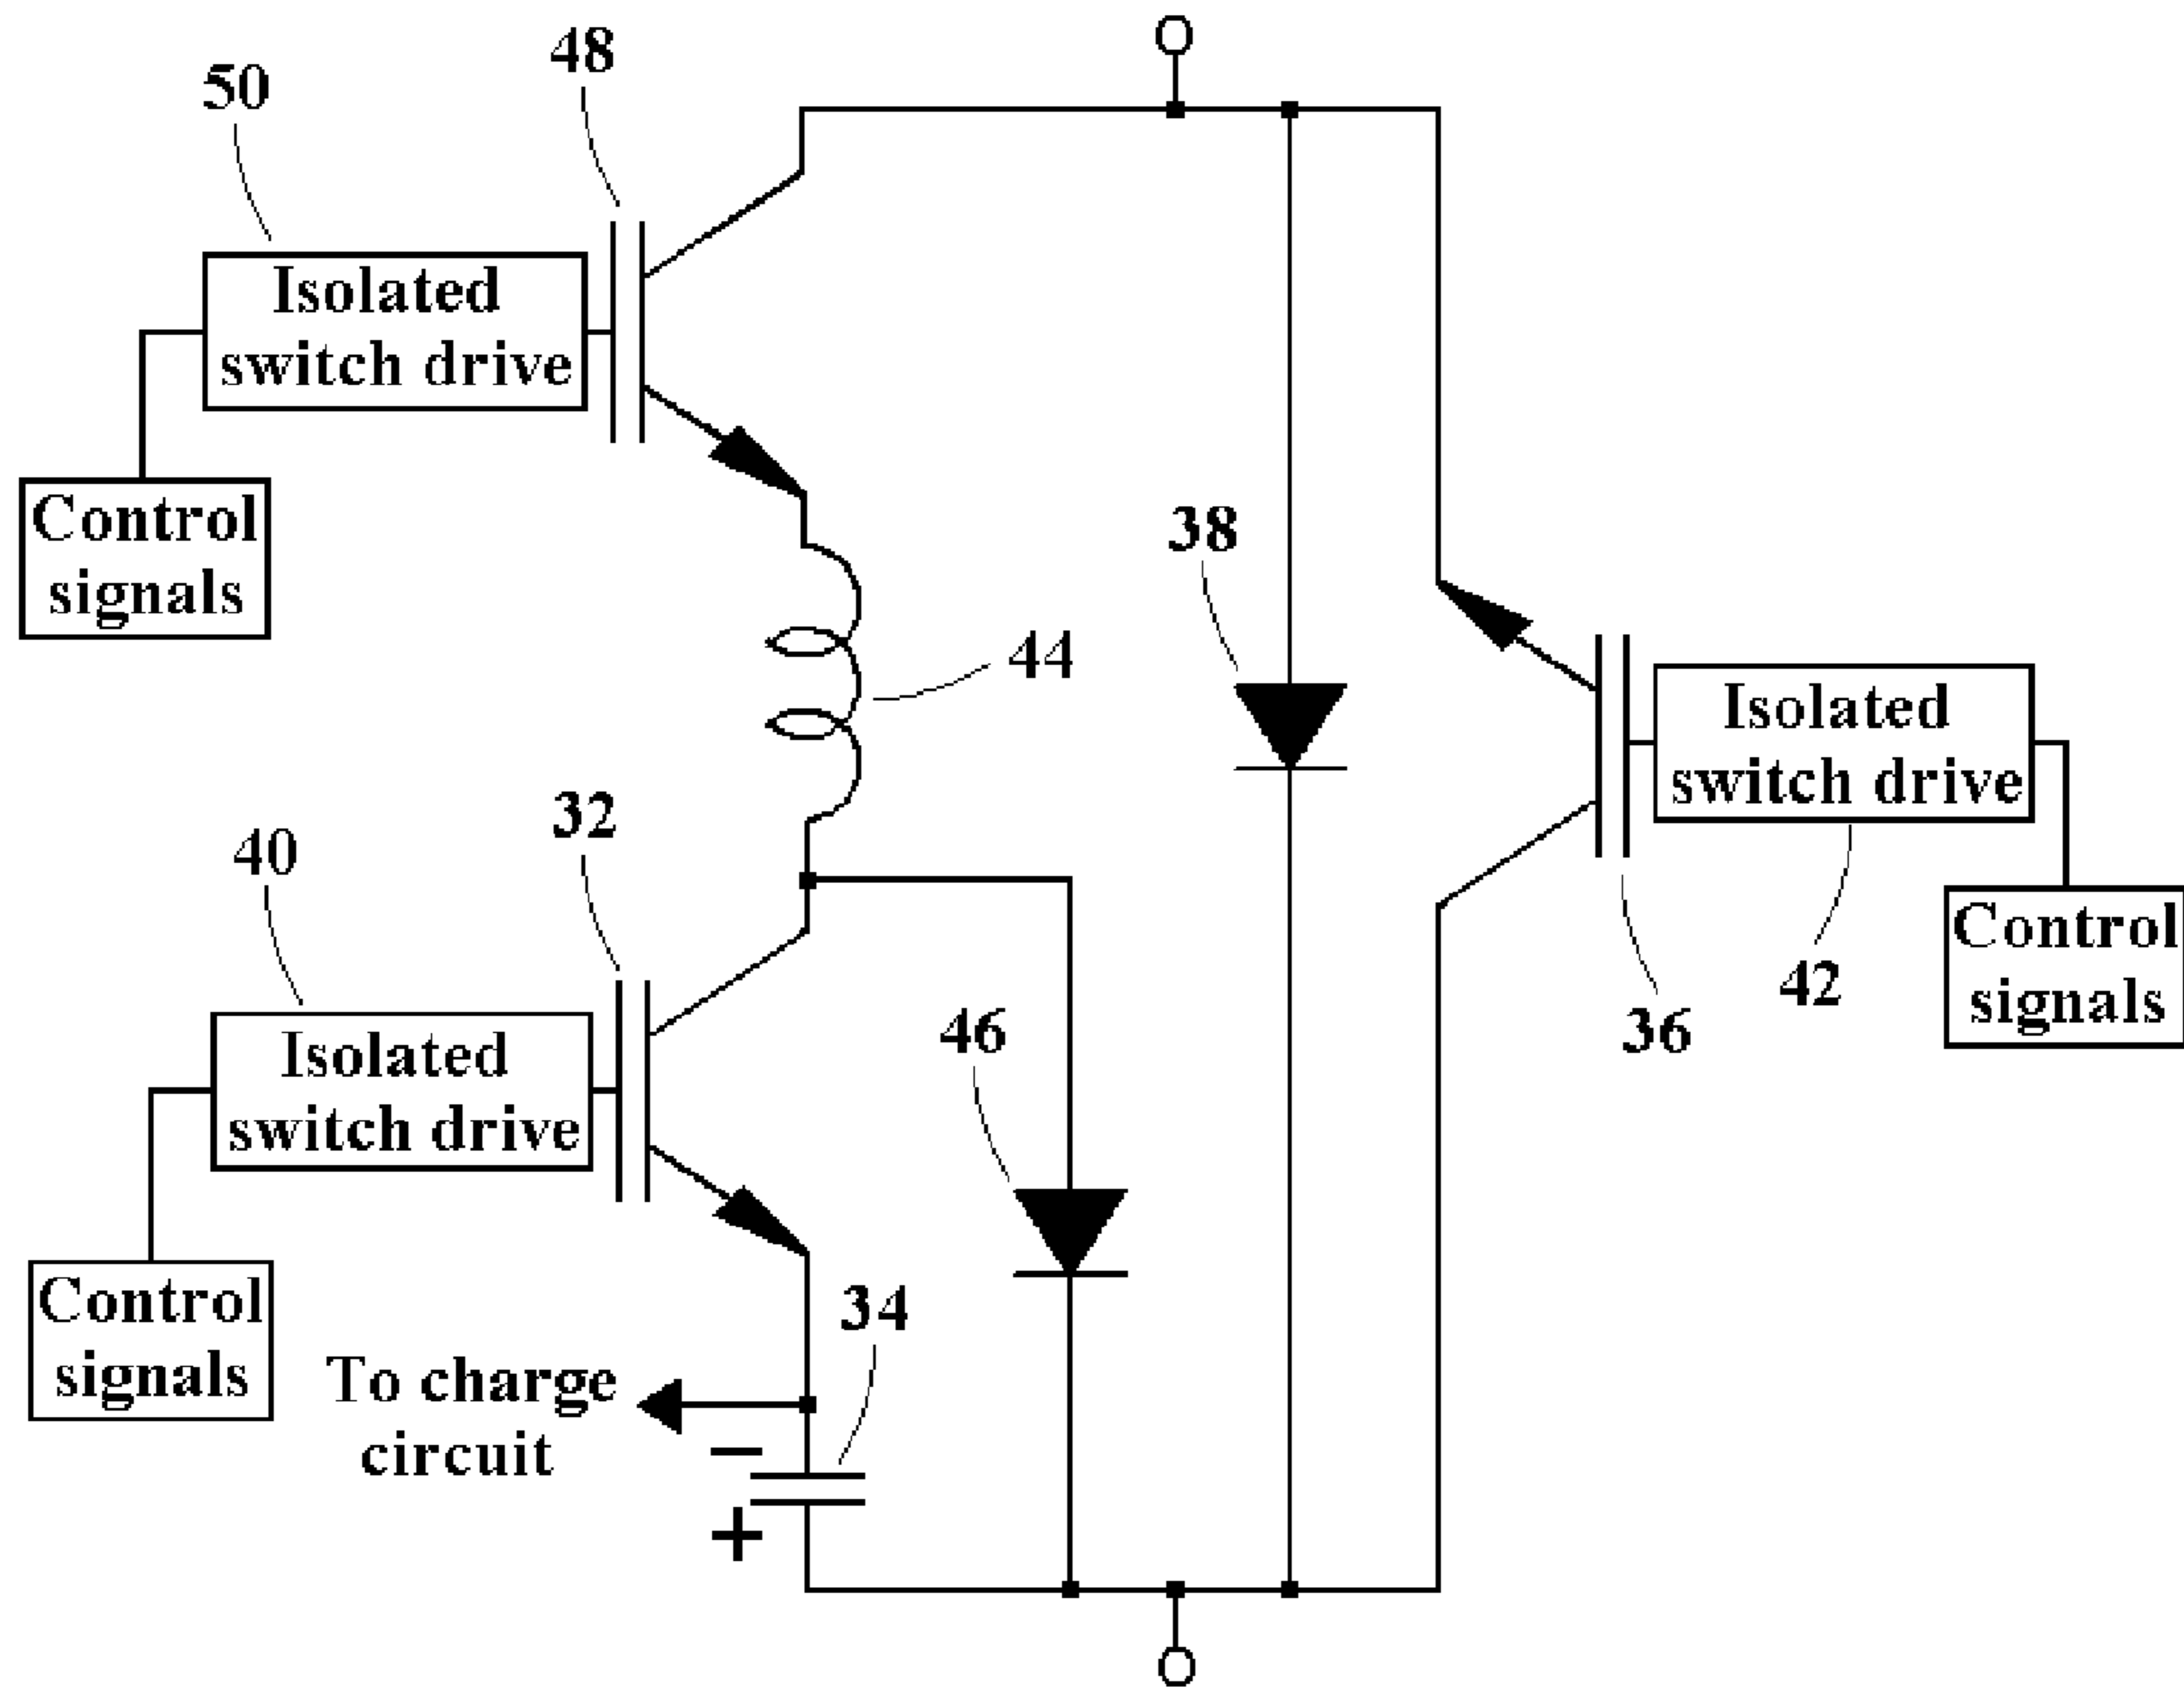 50
48
Isolated
switch drive
Control
signals
38
44
Isolated
switch drive
32
40
Control
signals
42
36
46
Isolated
switch drive
Control
signals
34
To charge
circuit
−
+